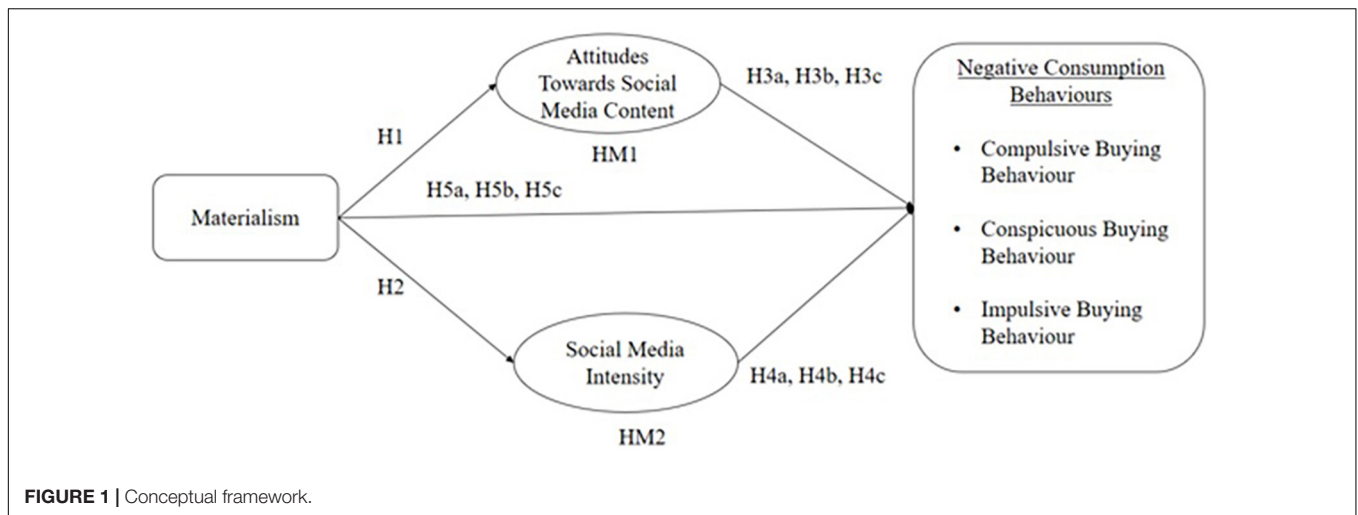 Attitudes
Towards Social
Media Content
HM1
H1
H3a, H3b, H3c
H5a, H5b, H5c
Materialism
H2
Social Media
Intensity
HM2
H4a, H4b, H4c
Negative Consumption
Behaviours
• Compulsive Buying
Behaviour
• Conspicuous Buying
Behaviour
• Impulsive Buying
Behaviour
FIGURE 1 | Conceptual framework.